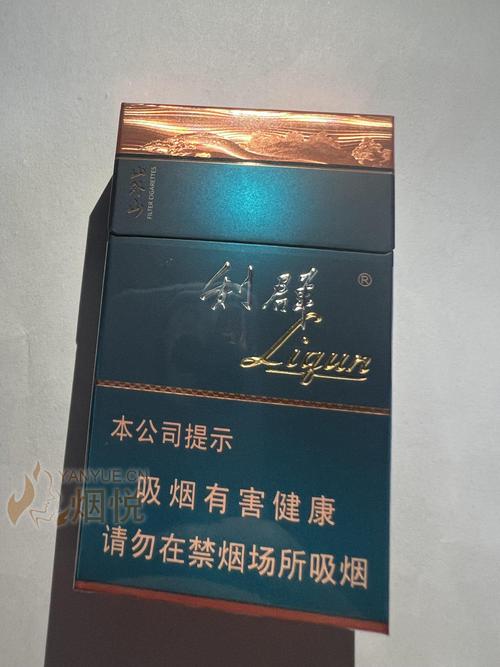 FILTER CIGARETTES
利群®
Liqun
本公司提示
吸烟有害健康
请勿在禁烟场所吸烟
YANYUE.CN
烟悦